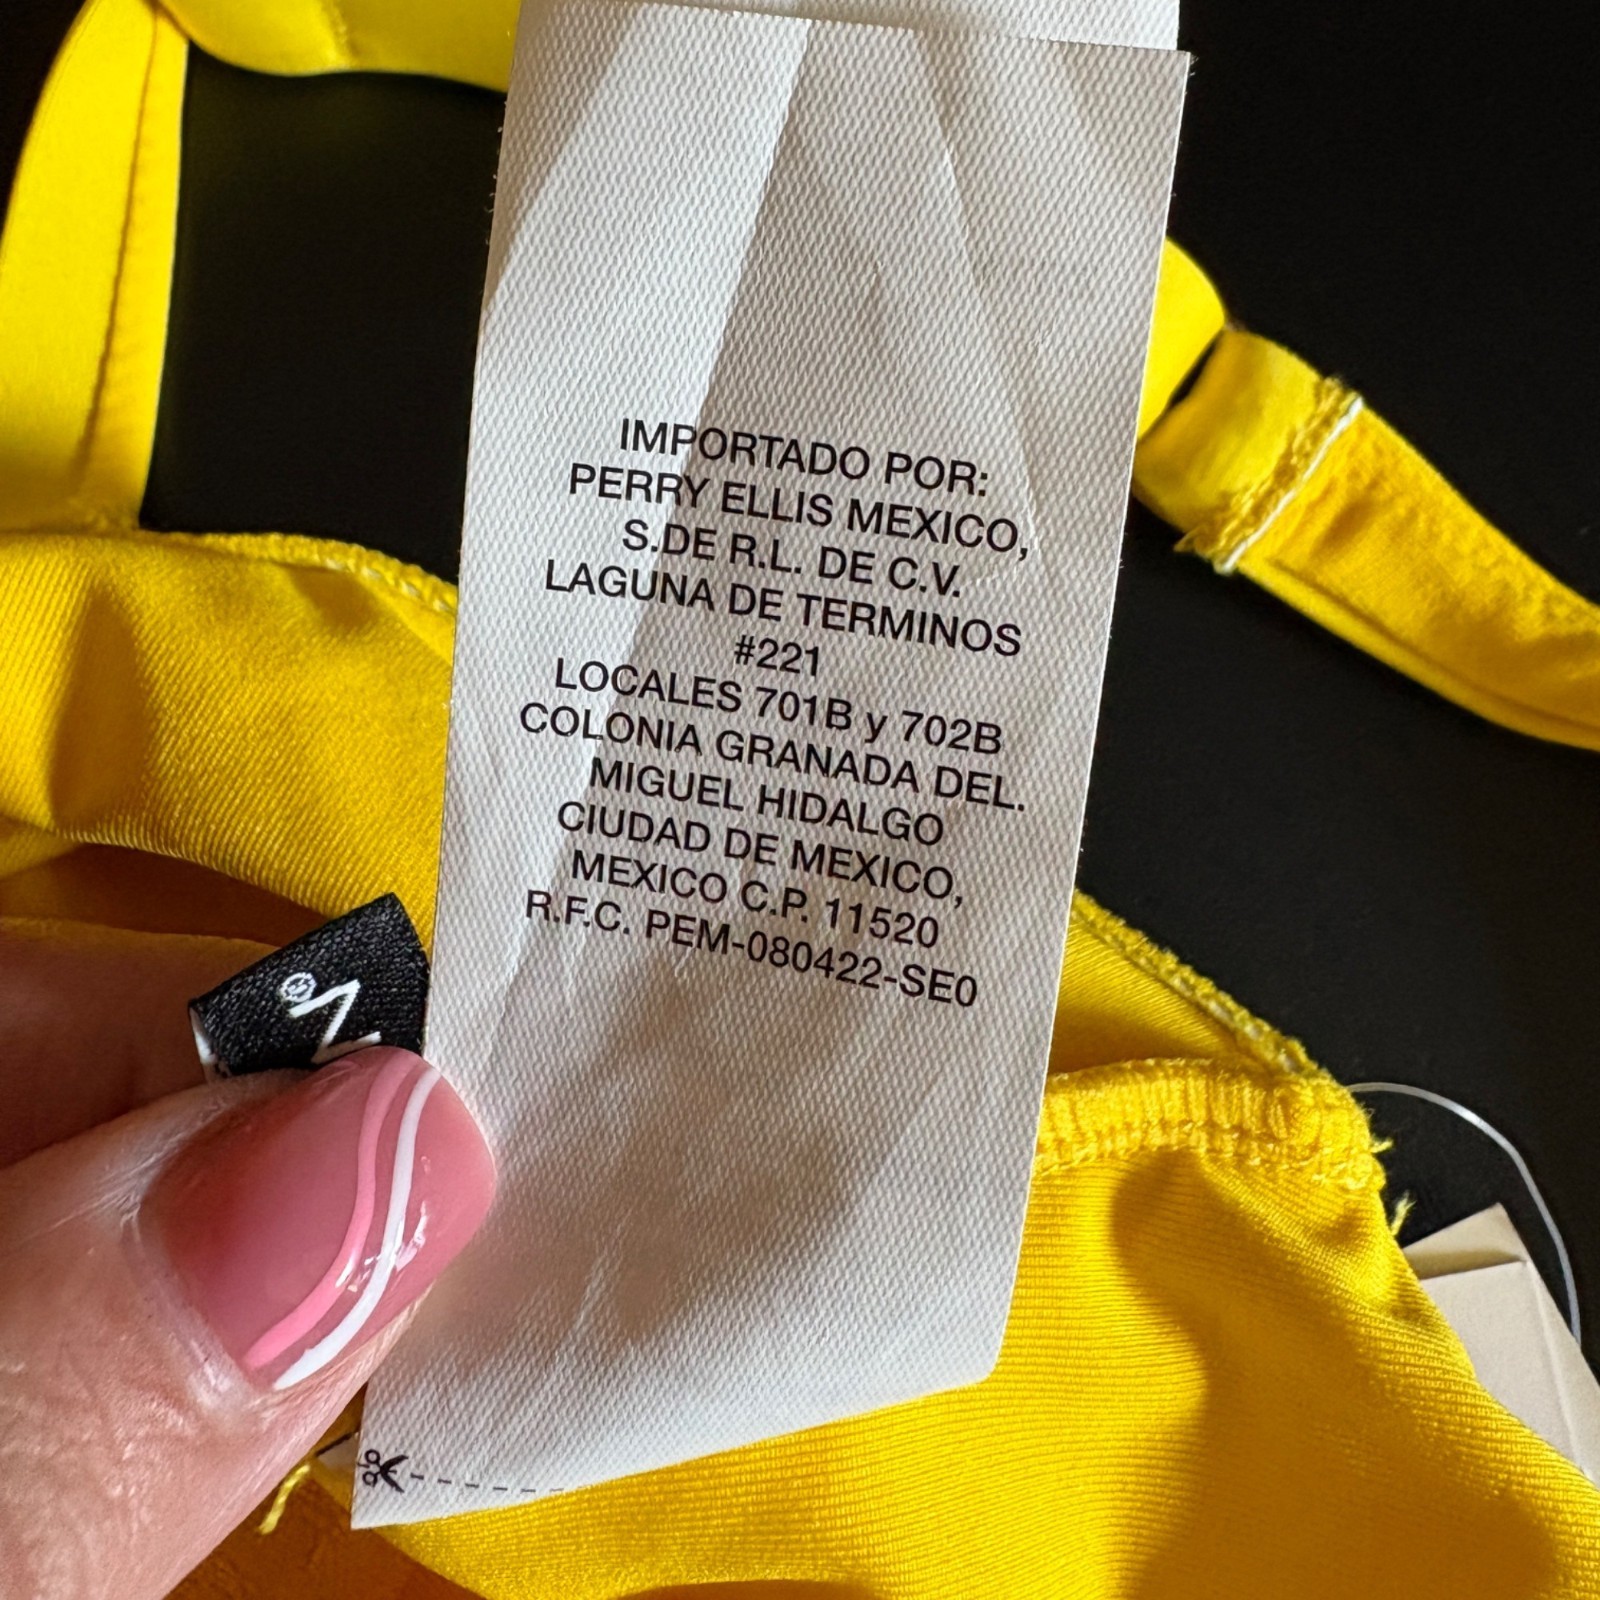 IMPORTADO POR:
PERRY ELLIS MEXICO,
S.DE R.L. DE C.V.
LAGUNA DE TERMINOS
#221
LOCALES 701B y 702B
COLONIA GRANADA DEL.
MIGUEL HIDALGO
CIUDAD DE MEXICO,
MEXICO C.P. 11520
R.F.C. PEM-080422-SE0